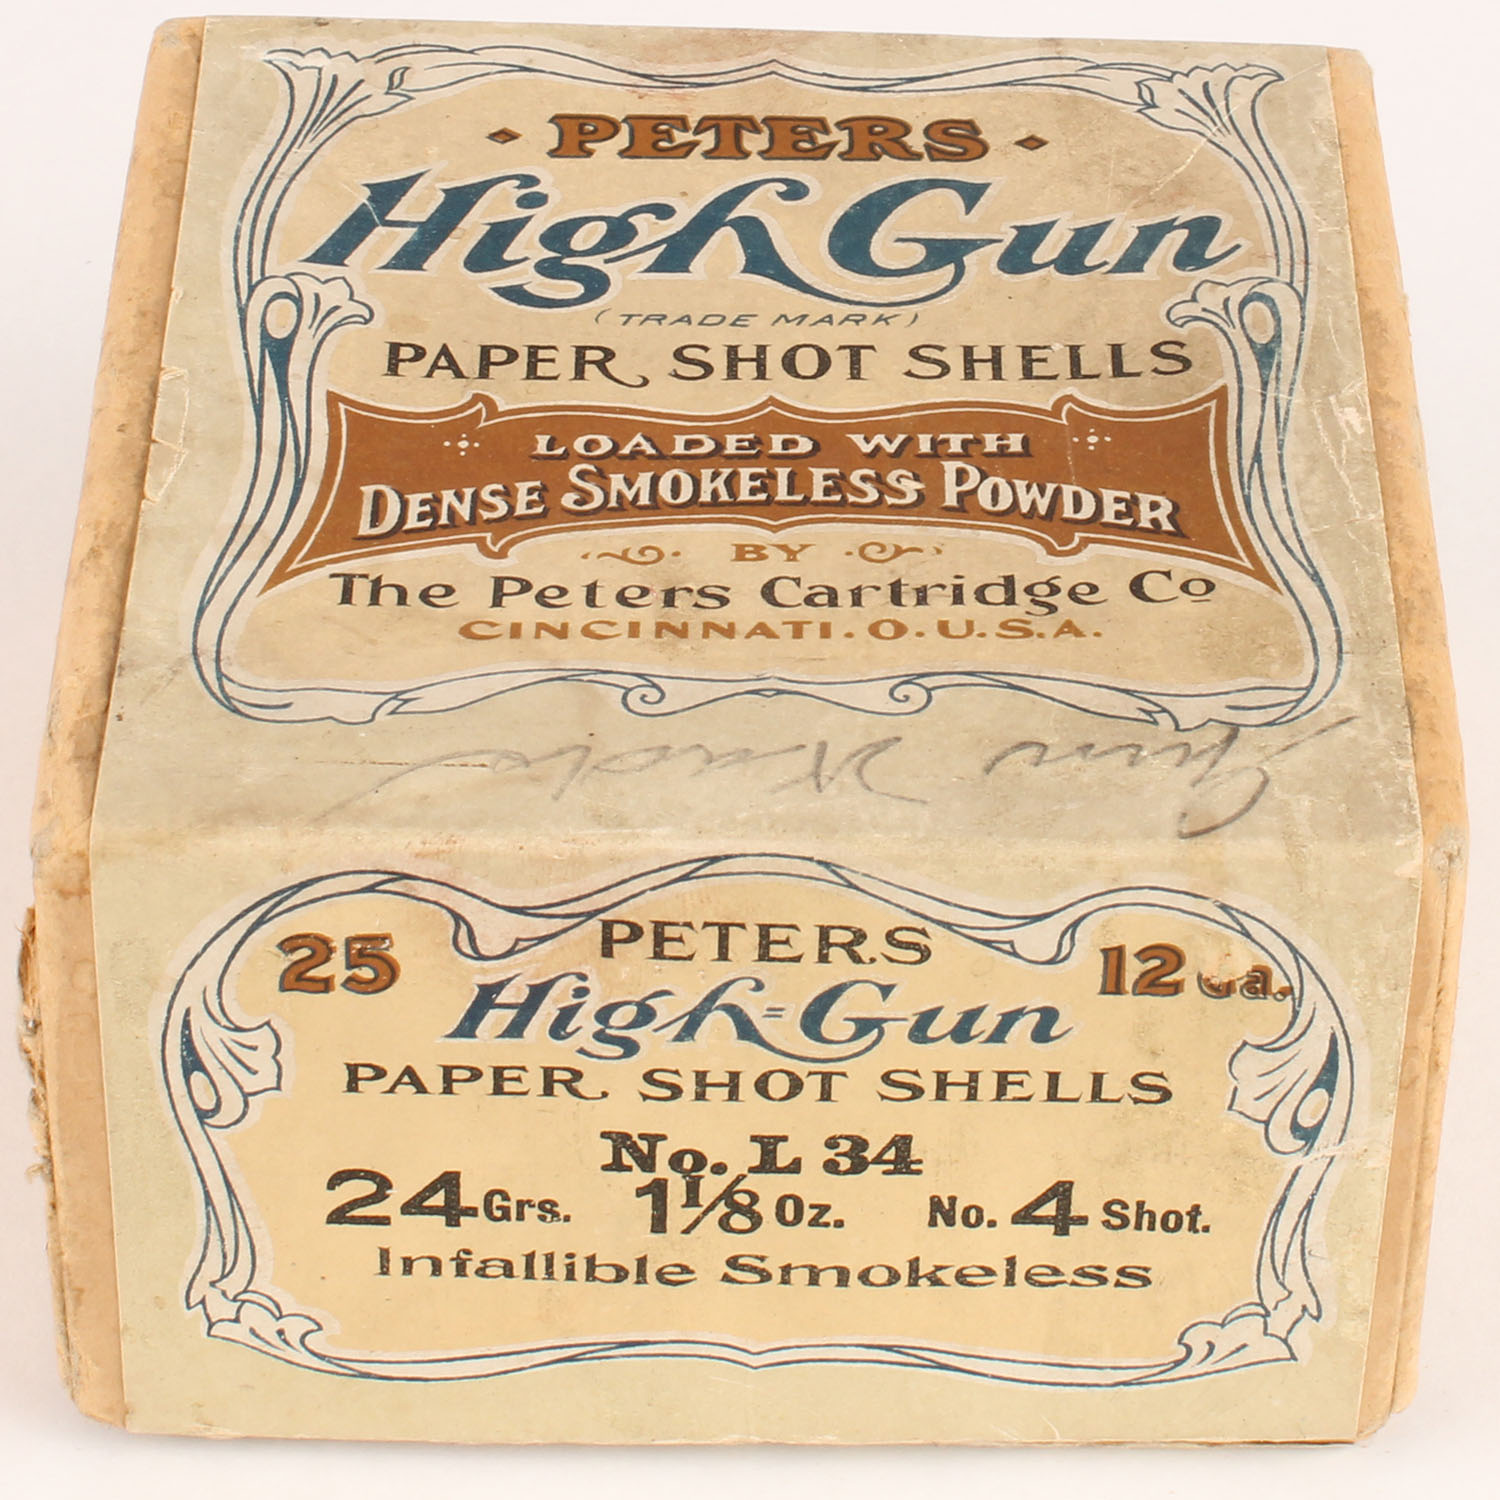 PETERS
High Gun
(TRADE MARK)
PAPER SHOT SHELLS
LOADED WITH
DENSE SMOKELESS POWDER
BY
The Peters Cartridge Co
CINCINNATI. O. U.S.A.
25 PETERS 12 Ga.
High=Gun
PAPER SHOT SHELLS
No. L 34
24 Grs. 1 1/8 Oz. No. 4 Shot.
Infallible Smokeless